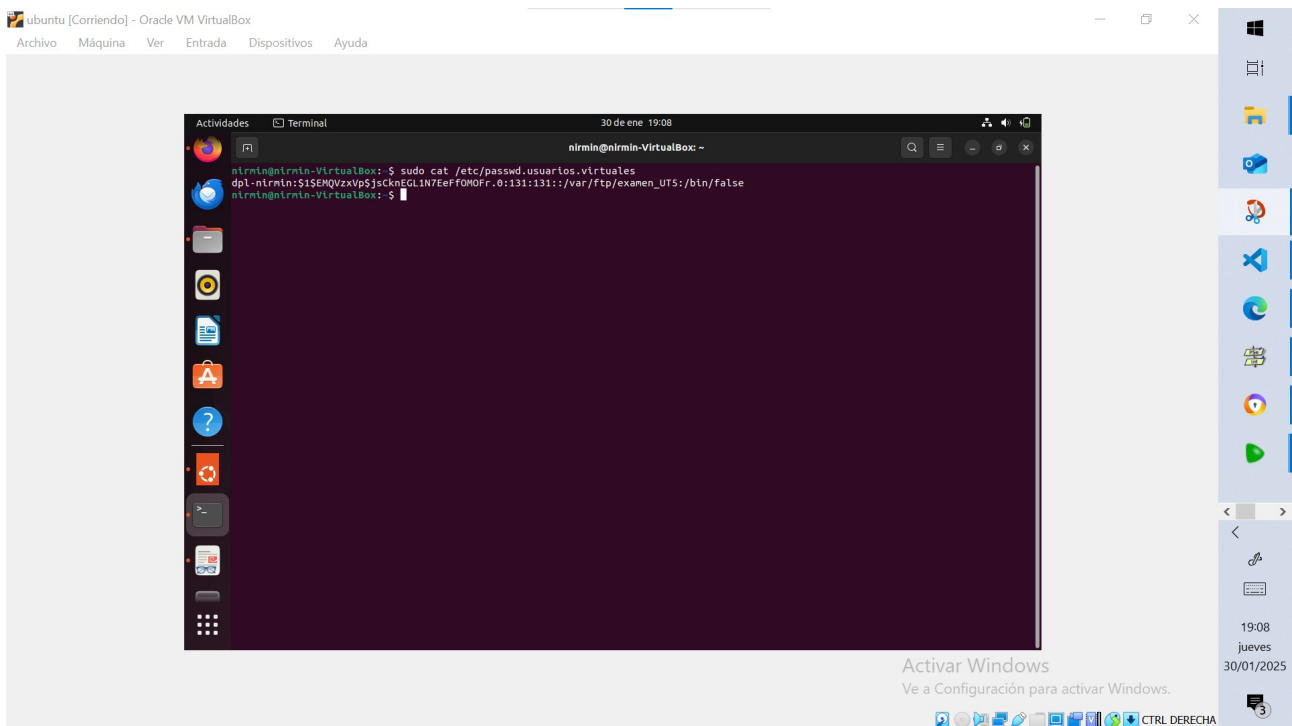 ubuntu [Corriendo] - Oracle VM VirtualBox
Archivo Máquina Ver Entrada Dispositivos Ayuda
Actividades Terminal 30 de ene 19:08
nirmin@nirmin-VirtualBox: ~
nirmin@nirmin-VirtualBox:~$ sudo cat /etc/passwd.usuarios.virtuales
dpl-nirmin:$1$EMQVzxVp$jsCknEGL1N7EeFfOMOFr.0:131:131::/var/ftp/examen_UT5:/bin/false
nirmin@nirmin-VirtualBox:~$
Activar Windows
Ve a Configuración para activar Windows.
CTRL DERECHA
19:08
jueves
30/01/2025
3